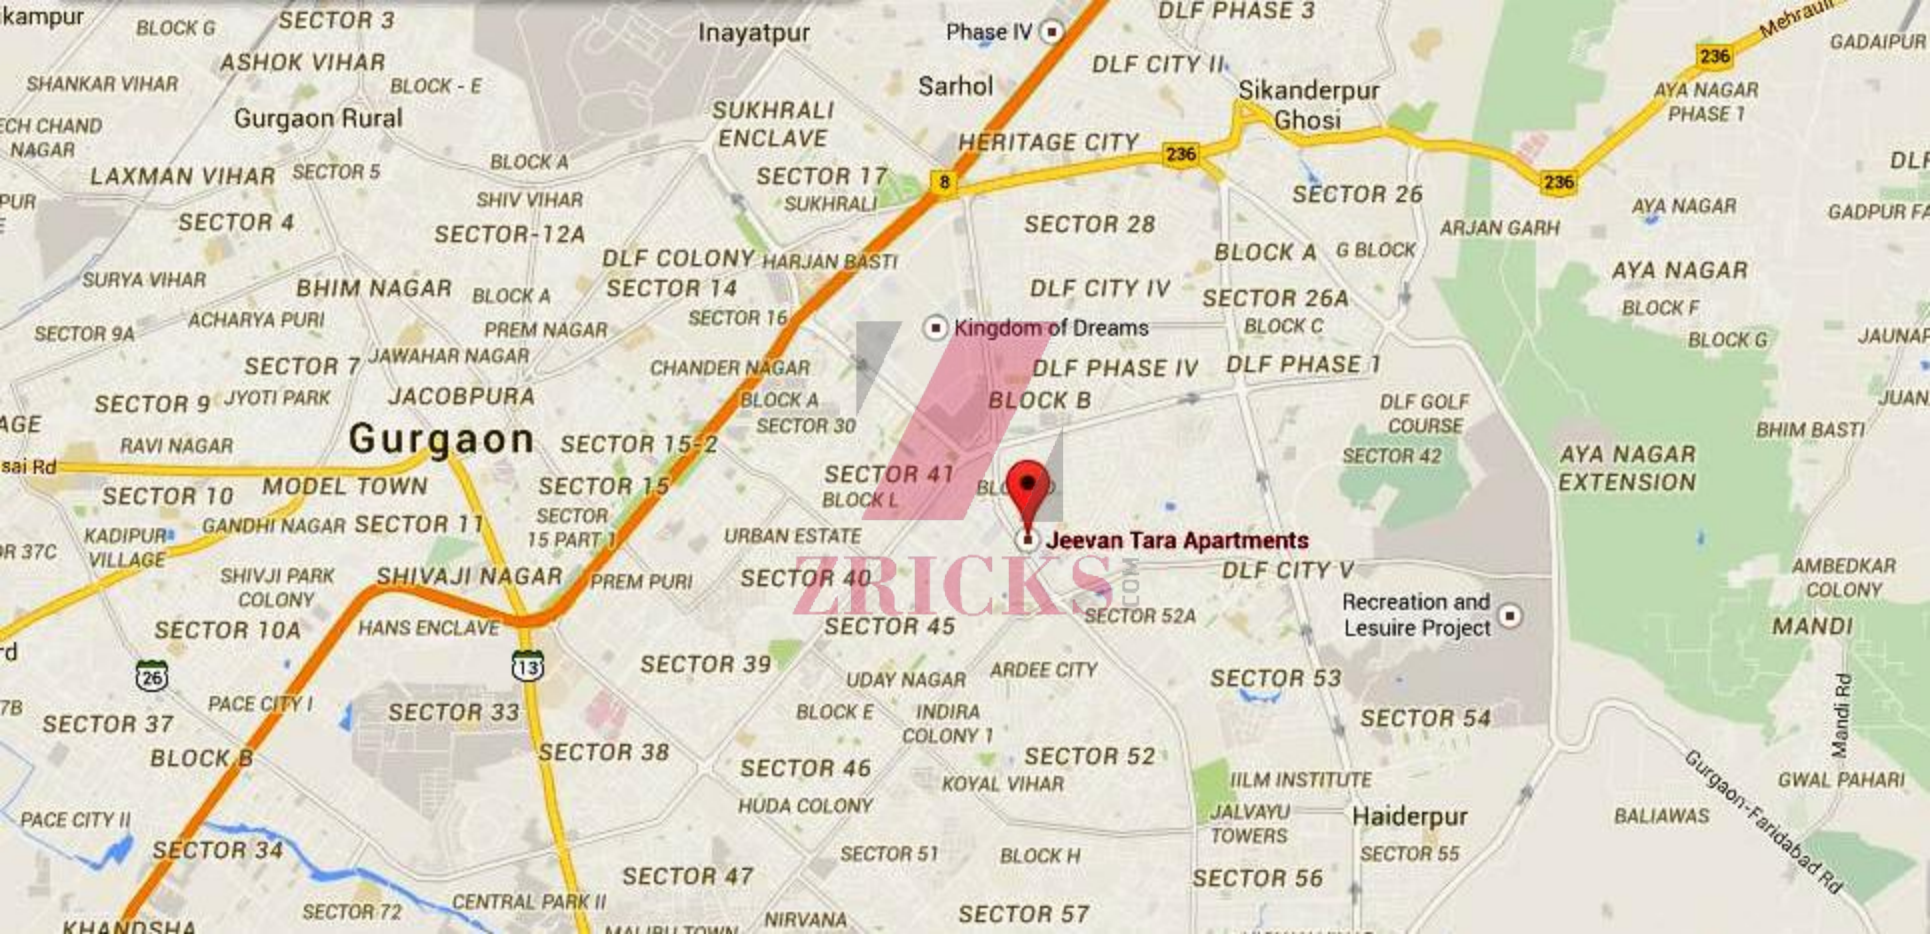 ikampur
BLOCK G
SECTOR 3
Inayatpur
Phase IV
DLF PHASE 3
Mehrauli
GADAIPUR
ASHOK VIHAR
SHANKAR VIHAR
BLOCK - E
Sarhol
DLF CITY II
236
Sikanderpur
Ghosi
AYA NAGAR
PHASE 1
Gurgaon Rural
SUKHRALI
ENCLAVE
ECH CHAND
NAGAR
HERITAGE CITY
236
236
DLF
LAXMAN VIHAR
SECTOR 5
BLOCK A
SECTOR 17
SUKHRALI
8
SECTOR 26
AYA NAGAR
GADPUR FA
PUR
E
SHIV VIHAR
SECTOR 4
SECTOR-12A
SECTOR 28
ARJAN GARH
DLF COLONY
HARJAN BASTI
BLOCK A
G BLOCK
AYA NAGAR
SURYA VIHAR
BHIM NAGAR
BLOCK A
SECTOR 14
DLF CITY IV
SECTOR 26A
BLOCK F
SECTOR 9A
ACHARYA PURI
PREM NAGAR
SECTOR 16
Kingdom of Dreams
BLOCK C
BLOCK G
JAUNAP
SECTOR 7
JAWAHAR NAGAR
CHANDER NAGAR
DLF PHASE IV
DLF PHASE 1
SECTOR 9
JYOTI PARK
JACOBPURA
BLOCK A
SECTOR 30
BLOCK B
DLF GOLF
COURSE
JUAN
AGE
RAVI NAGAR
Gurgaon
SECTOR 15-2
BHIM BASTI
SECTOR 42
AYA NAGAR
EXTENSION
sai Rd
SECTOR 10
MODEL TOWN
SECTOR 15
SECTOR 41
BLOCK L
KADIPUR
VILLAGE
GANDHI NAGAR
SECTOR 11
SECTOR
15 PART 1
URBAN ESTATE
Jeevan Tara Apartments
OR 37C
SHIVJI PARK
COLONY
SHIVAJI NAGAR
PREM PURI
SECTOR 40
ZRICKS
.COM
DLF CITY V
AMBEDKAR
COLONY
Recreation and
Lesuire Project
SECTOR 10A
HANS ENCLAVE
SECTOR 45
SECTOR 52A
MANDI
rd
26
13
SECTOR 39
UDAY NAGAR
ARDEE CITY
SECTOR 53
7B
SECTOR 37
PACE CITY I
SECTOR 33
BLOCK E
INDIRA
COLONY 1
SECTOR 54
Mandi Rd
BLOCK B
SECTOR 38
SECTOR 46
SECTOR 52
KOYAL VIHAR
IILM INSTITUTE
Gurgaon-Faridabad Rd
GWAL PAHARI
PACE CITY II
HUDA COLONY
JALVAYU
TOWERS
Haiderpur
BALIAWAS
SECTOR 34
SECTOR 51
BLOCK H
SECTOR 55
SECTOR 47
SECTOR 56
SECTOR 72
CENTRAL PARK II
NIRVANA
SECTOR 57
KHANDSHA
MALIBU TOWN